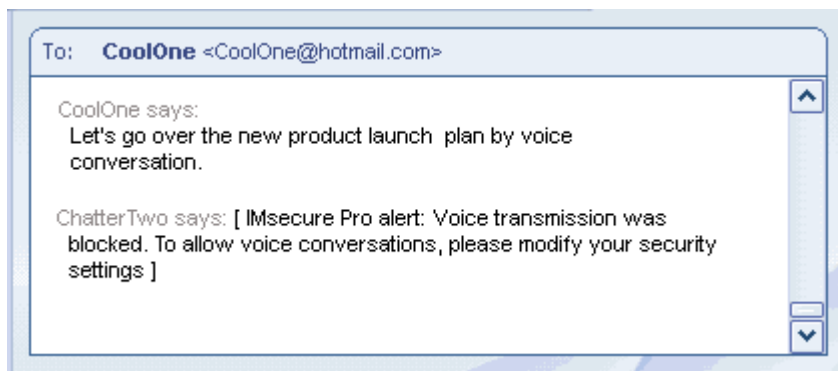 To: CoolOne <CoolOne@hotmail.com>
CoolOne says:
Let's go over the new product launch plan by voice
conversation.
ChatterTwo says: [ IMsecure Pro alert: Voice transmission was
blocked. To allow voice conversations, please modify your security
settings ]